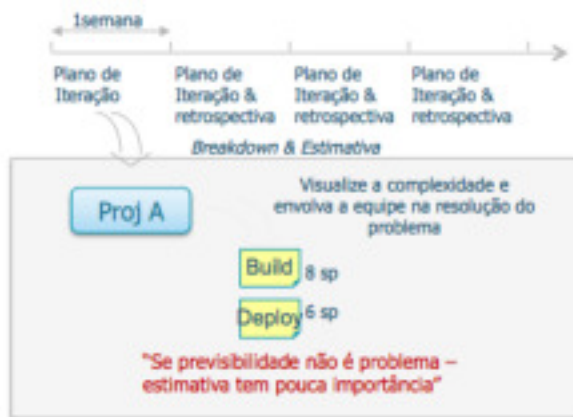 1semana
Plano de
Iteração
Plano de
Iteração &
retrospectiva
Plano de
Iteração &
retrospectiva
Plano de
Iteração &
retrospectiva
Breakdown & Estimativa
Proj A
Visualize a complexidade e
envolva a equipe na resolução do
problema
Build 8 sp
Deploy 6 sp
"Se previsibilidade não é problema –
estimativa tem pouca importância"